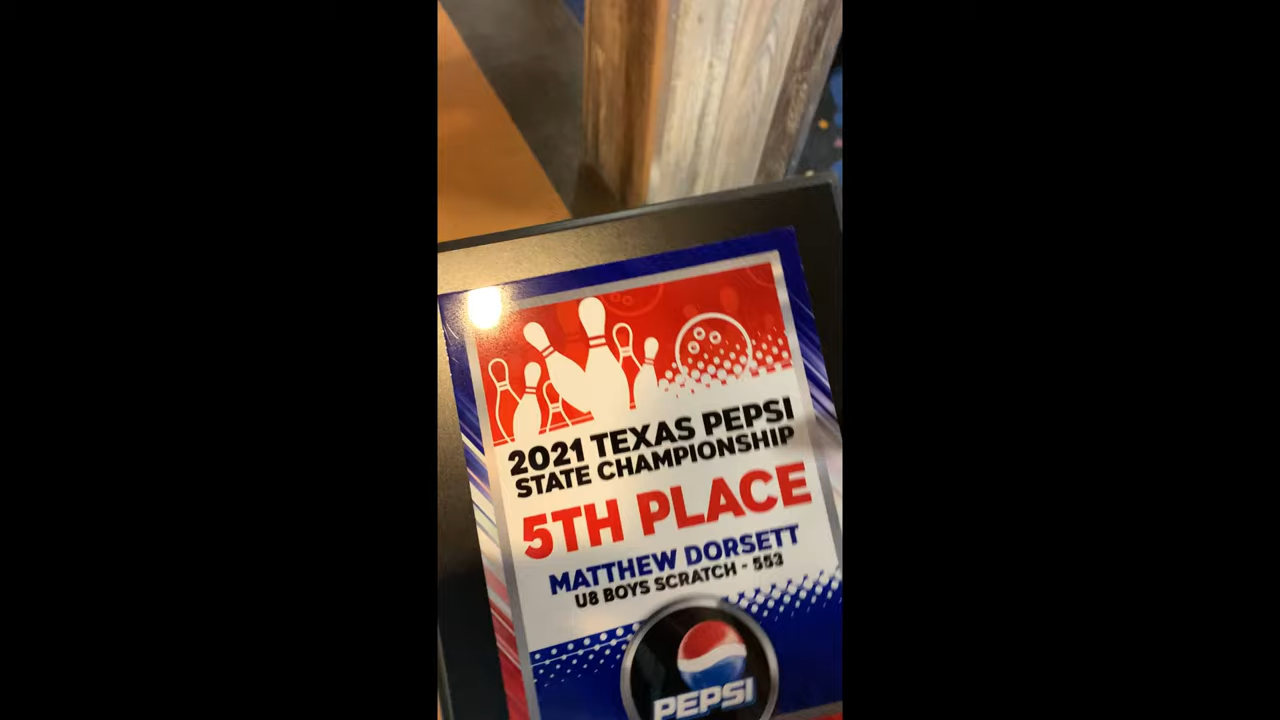 2021 TEXAS PEPSI
STATE CHAMPIONSHIP
5TH PLACE
MATTHEW DORSETT
U8 BOYS SCRATCH - 553
PEPSI